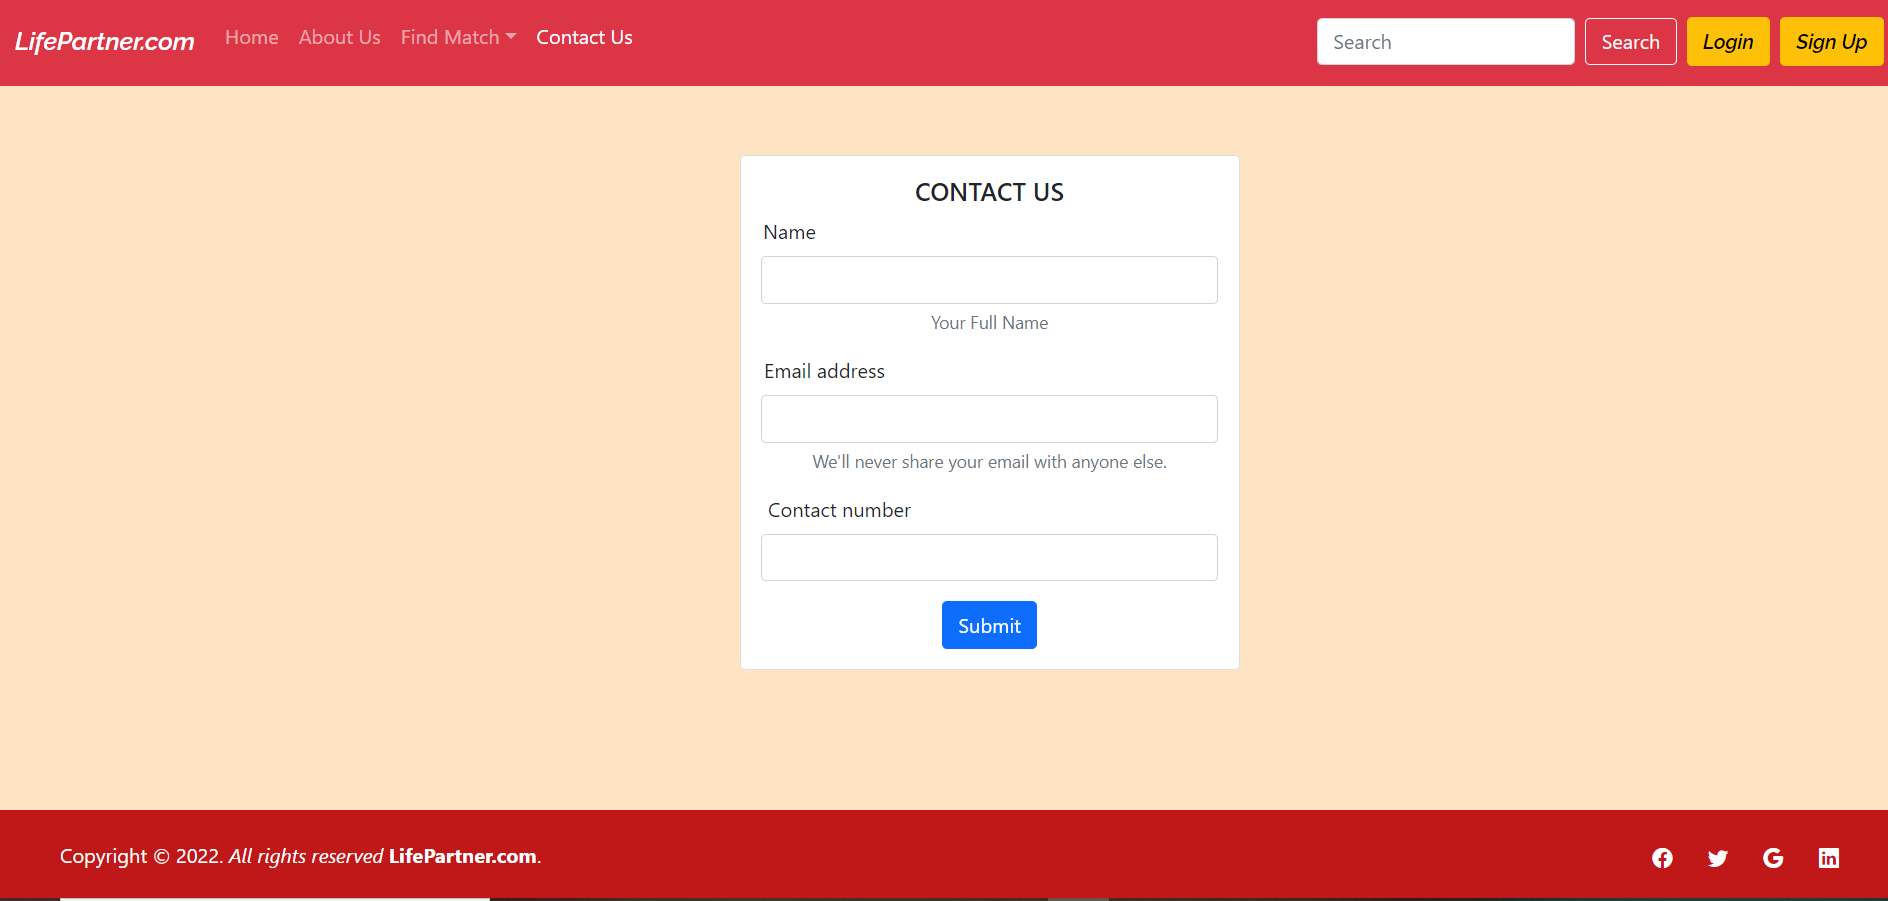 LifePartner.com Home About Us Find Match Contact Us Search Search Login Sign Up
CONTACT US
Name
Your Full Name
Email address
We'll never share your email with anyone else.
Contact number
Submit
Copyright © 2022. All rights reserved LifePartner.com.